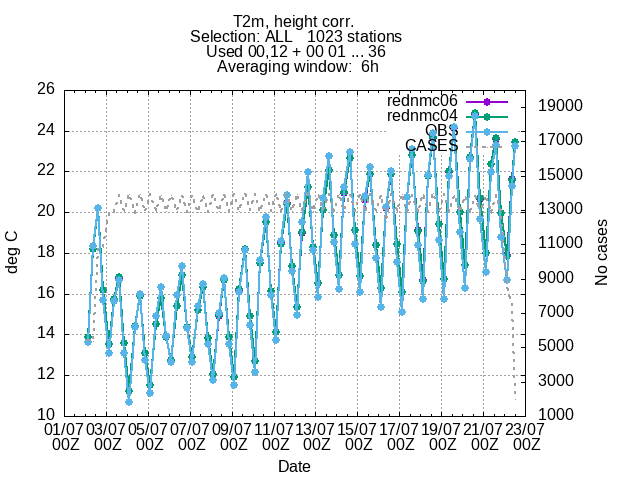 T2m, height corr.
Selection: ALL   1023 stations
Used 00,12 + 00 01 ... 36
Averaging window:  6h
rednmc06
rednmc04
OBS
CASES
deg C
26
24
22
20
18
16
14
12
10
19000
17000
15000
13000
11000
9000
7000
5000
3000
1000
No cases
01/07 03/07 05/07 07/07 09/07 11/07 13/07 15/07 17/07 19/07 21/07 23/07
00Z 00Z 00Z 00Z 00Z 00Z 00Z 00Z 00Z 00Z 00Z 00Z
Date